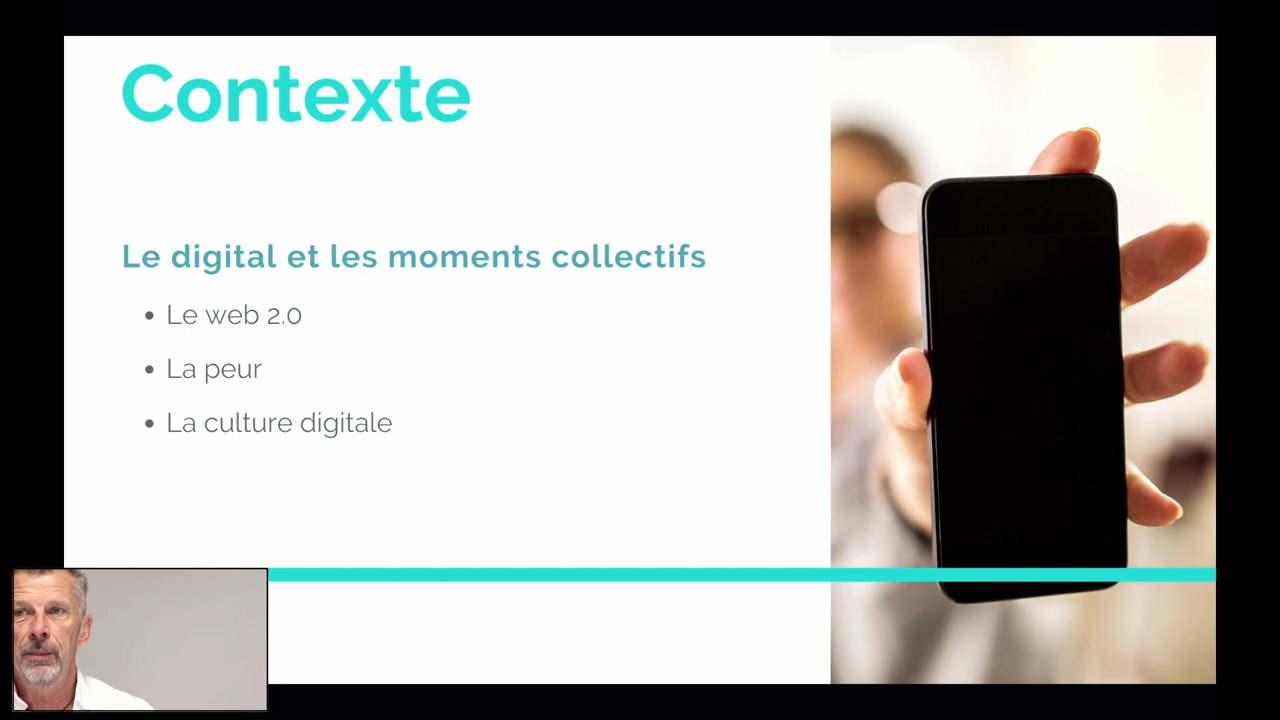 Contexte
Le digital et les moments collectifs
• Le web 2.0
• La peur
• La culture digitale